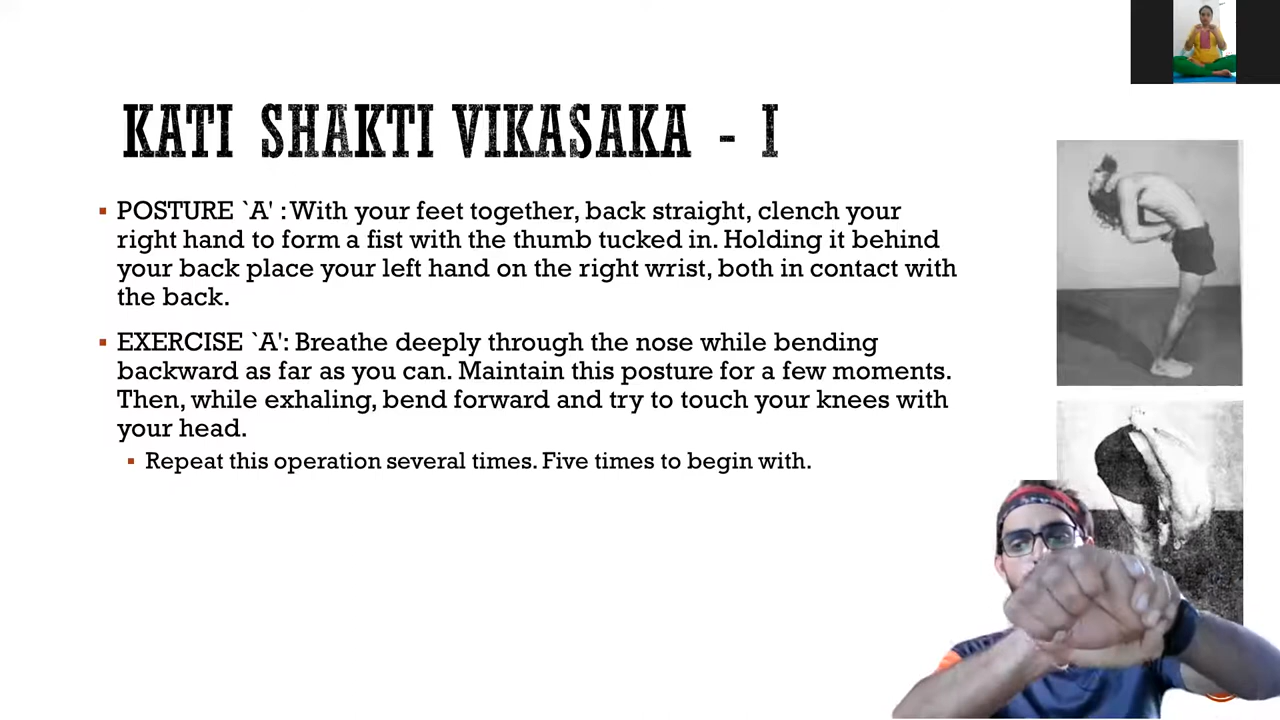 KATI SHAKTI VIKASAKA - I
POSTURE `A' : With your feet together, back straight, clench your
right hand to form a fist with the thumb tucked in. Holding it behind
your back place your left hand on the right wrist, both in contact with
the back.
EXERCISE `A': Breathe deeply through the nose while bending
backward as far as you can. Maintain this posture for a few moments.
Then, while exhaling, bend forward and try to touch your knees with
your head.
Repeat this operation several times. Five times to begin with.